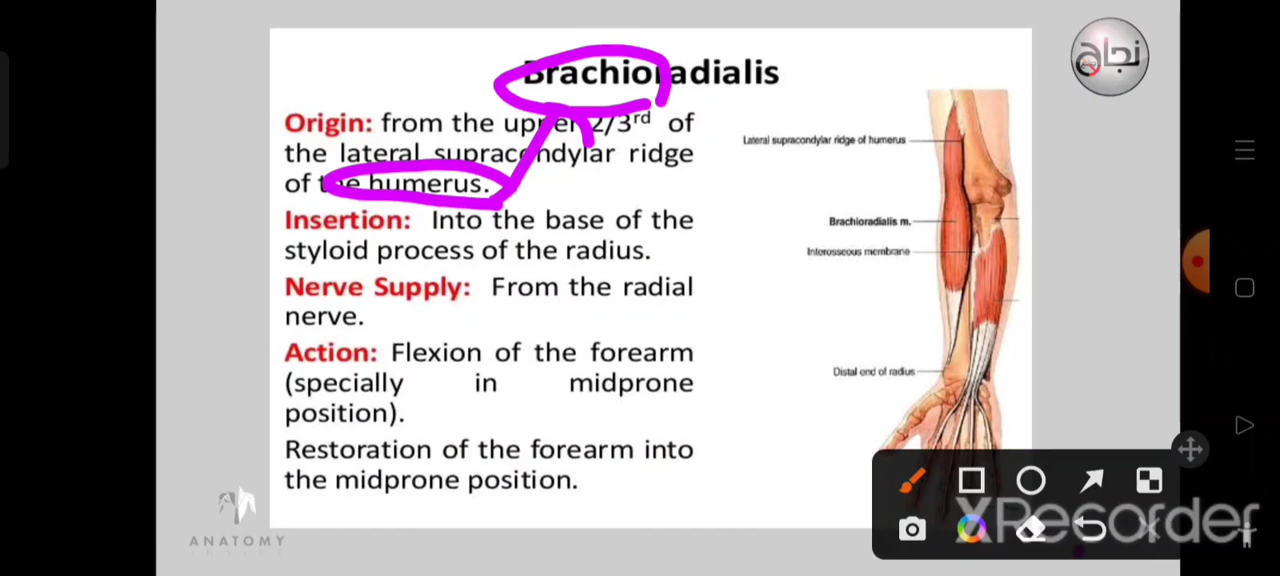 نجاح
Brachioradialis
Origin: from the upper 2/3rd of
the lateral supracondylar ridge
of the humerus.
Insertion: Into the base of the
styloid process of the radius.
Nerve Supply: From the radial
nerve.
Action: Flexion of the forearm
(specially in midprone
position).
Restoration of the forearm into
the midprone position.
Lateral supracondylar ridge of humerus
Brachioradialis m.
Interosseous membrane
Distal end of radius
ANATOMY
XRecorder